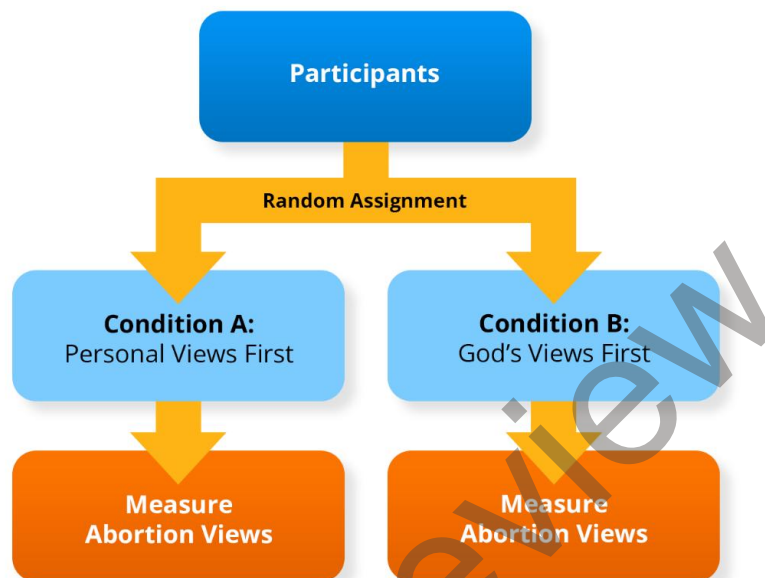 Participants
Random Assignment
Condition A:
Personal Views First
Condition B:
God's Views First
Measure
Abortion Views
Measure
Abortion Views